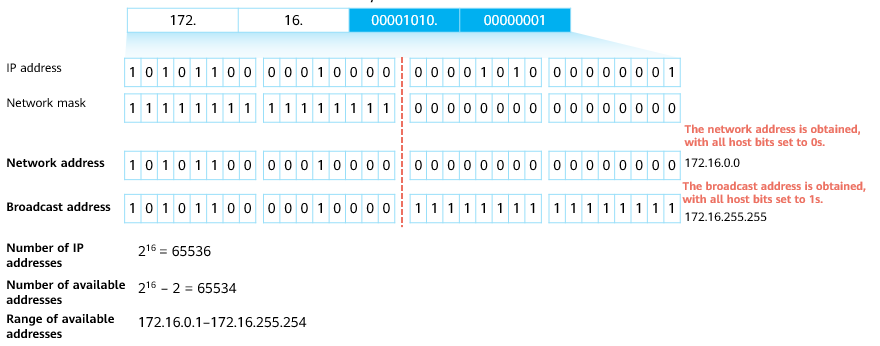 172. 16. 00001010. 00000001
IP address 1 0 1 0 1 1 0 0 0 0 0 1 0 0 0 0 0 0 0 0 1 0 1 0 0 0 0 0 0 0 0 1
Network mask 1 1 1 1 1 1 1 1 1 1 1 1 1 1 1 1 0 0 0 0 0 0 0 0 0 0 0 0 0 0 0 0
The network address is obtained,
with all host bits set to 0s.
Network address 1 0 1 0 1 1 0 0 0 0 0 1 0 0 0 0 0 0 0 0 0 0 0 0 0 0 0 0 0 0 0 0 172.16.0.0
The broadcast address is obtained,
with all host bits set to 1s.
Broadcast address 1 0 1 0 1 1 0 0 0 0 0 1 0 0 0 0 1 1 1 1 1 1 1 1 1 1 1 1 1 1 1 1 172.16.255.255
Number of IP
addresses
2¹⁶ = 65536
Number of available
addresses
2¹⁶ – 2 = 65534
Range of available
addresses
172.16.0.1–172.16.255.254